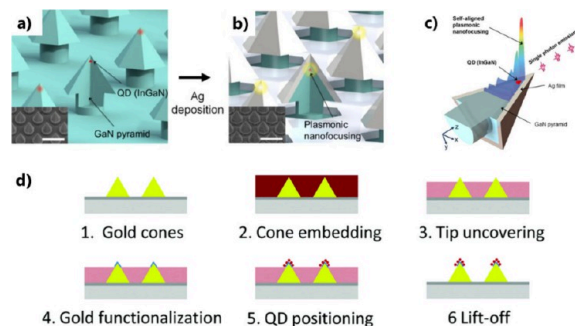 a)
QD (InGaN)
GaN pyramid
Ag
deposition
b)
Plasmonic
nanofocusing
c)
Self-aligned
plasmonic
nanofocusing
Single photon emission
QD (InGaN)
Ag film
GaN pyramid
z
x
y
d)
1. Gold cones
2. Cone embedding
3. Tip uncovering
4. Gold functionalization
5. QD positioning
6 Lift-off